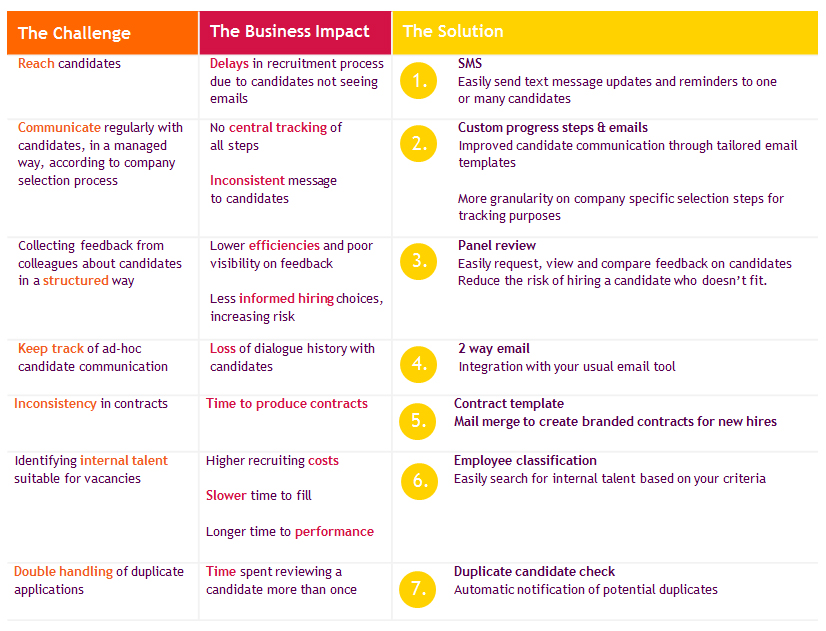 The Challenge
The Business Impact
The Solution
Reach candidates
Delays in recruitment process
due to candidates not seeing
emails
1.
SMS
Easily send text message updates and reminders to one
or many candidates
Communicate regularly with
candidates, in a managed
way, according to company
selection process
No central tracking of
all steps
Inconsistent message
to candidates
2.
Custom progress steps & emails
Improved candidate communication through tailored email
templates
More granularity on company specific selection steps for
tracking purposes
Collecting feedback from
colleagues about candidates
in a structured way
Lower efficiencies and poor
visibility on feedback
Less informed hiring choices,
increasing risk
3.
Panel review
Easily request, view and compare feedback on candidates
Reduce the risk of hiring a candidate who doesn't fit.
Keep track of ad-hoc
candidate communication
Loss of dialogue history with
candidates
4.
2 way email
Integration with your usual email tool
Inconsistency in contracts
Time to produce contracts
5.
Contract template
Mail merge to create branded contracts for new hires
Identifying internal talent
suitable for vacancies
Higher recruiting costs
Slower time to fill
Longer time to performance
6.
Employee classification
Easily search for internal talent based on your criteria
Double handling of duplicate
applications
Time spent reviewing a
candidate more than once
7.
Duplicate candidate check
Automatic notification of potential duplicates